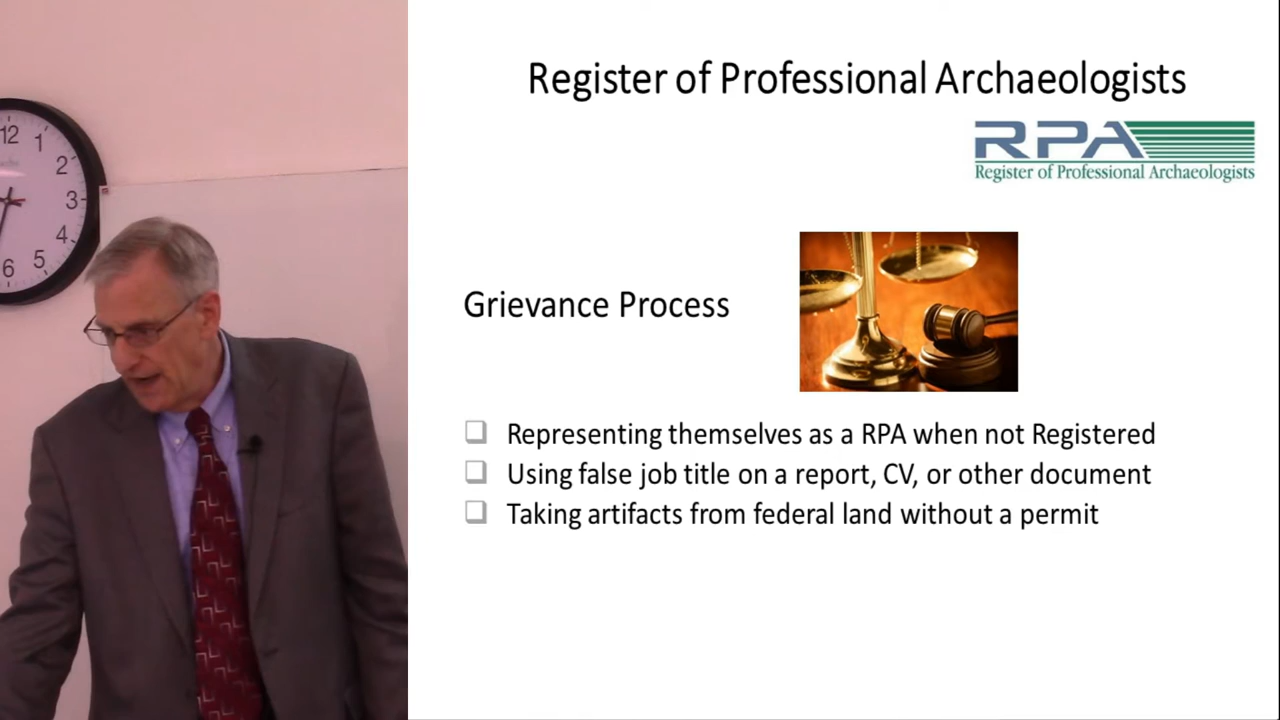 Register of Professional Archaeologists
RPA
Register of Professional Archaeologists
Grievance Process
Representing themselves as a RPA when not Registered
Using false job title on a report, CV, or other document
Taking artifacts from federal land without a permit
12
1
2
3
4
5
6